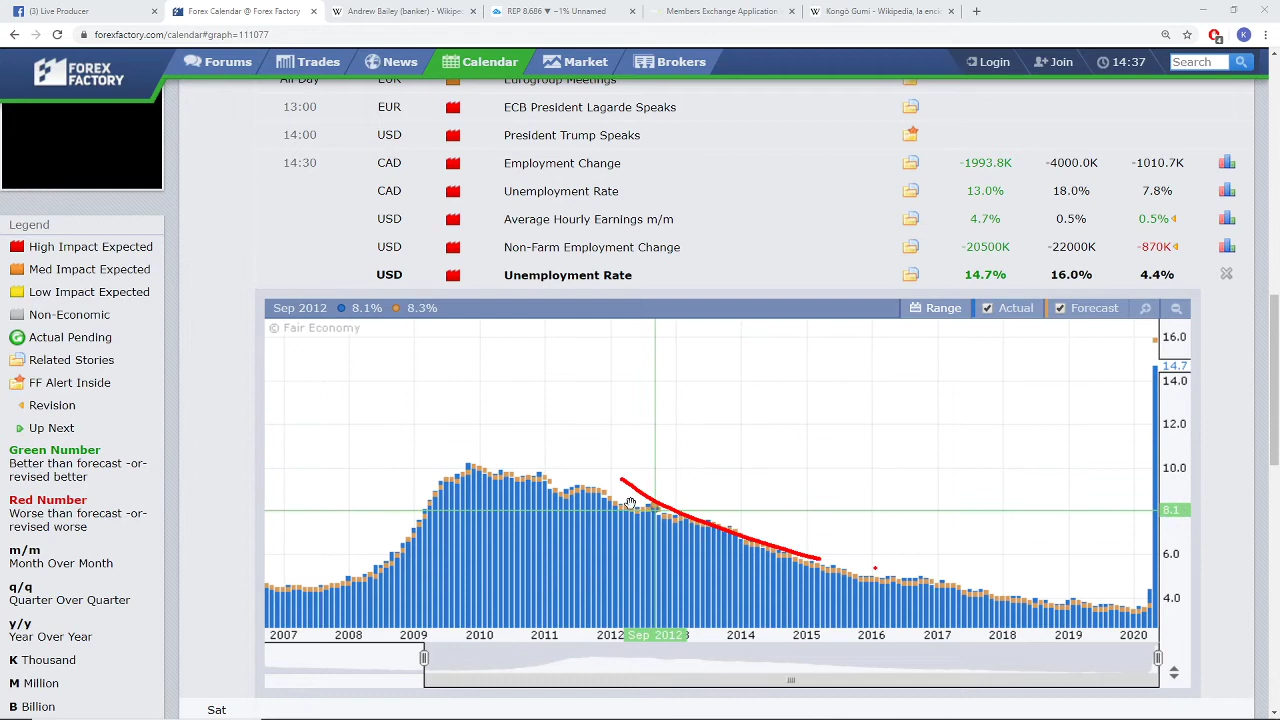 (3) Live Producer
Forex Calendar @ Forex Factory
Andrew Bailey (banker) - Wikipe
REP 8.686 ▼ −1% Unnamed
Members Exchange Application
Kongō Gumi - Wikipedia, la enci
forexfactory.com/calendar#graph=111077
K
FOREX
FACTORY
Forums
Trades
News
Calendar
Market
Brokers
Login
Join
14:37
Search
All Day EUR Eurogroup Meetings
13:00 EUR ECB President Lagarde Speaks
14:00 USD President Trump Speaks
14:30 CAD Employment Change -1993.8K -4000.0K -1010.7K
CAD Unemployment Rate 13.0% 18.0% 7.8%
USD Average Hourly Earnings m/m 4.7% 0.5% 0.5%
USD Non-Farm Employment Change -20500K -22000K -870K
USD Unemployment Rate 14.7% 16.0% 4.4%
Legend
High Impact Expected
Med Impact Expected
Low Impact Expected
Non-Economic
Actual Pending
Related Stories
FF Alert Inside
Revision
Up Next
Green Number
Better than forecast -or-
revised better
Red Number
Worse than forecast -or-
revised worse
m/m
Month Over Month
q/q
Quarter Over Quarter
y/y
Year Over Year
K Thousand
M Million
B Billion
Sep 2012 8.1% 8.3%
Range
Actual
Forecast
© Fair Economy
16.0
14.7
14.0
12.0
10.0
8.1
6.0
4.0
2007 2008 2009 2010 2011 2012 Sep 2012 2014 2015 2016 2017 2018 2019 2020
Sat